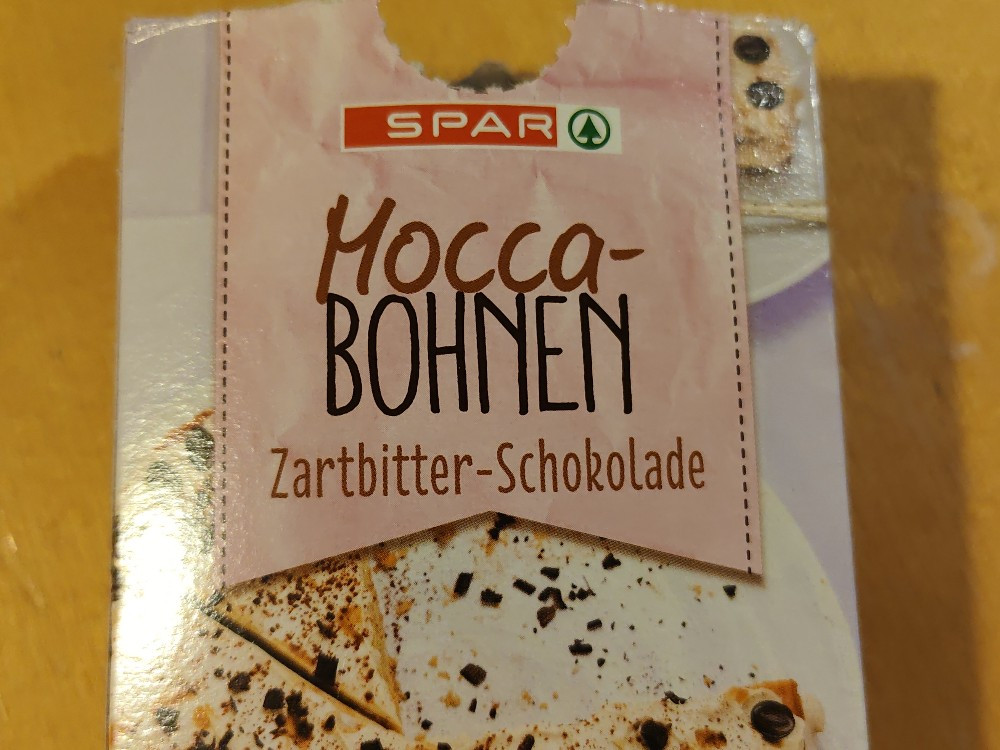 SPAR
Mocca-
BOHNEN
Zartbitter-Schokolade